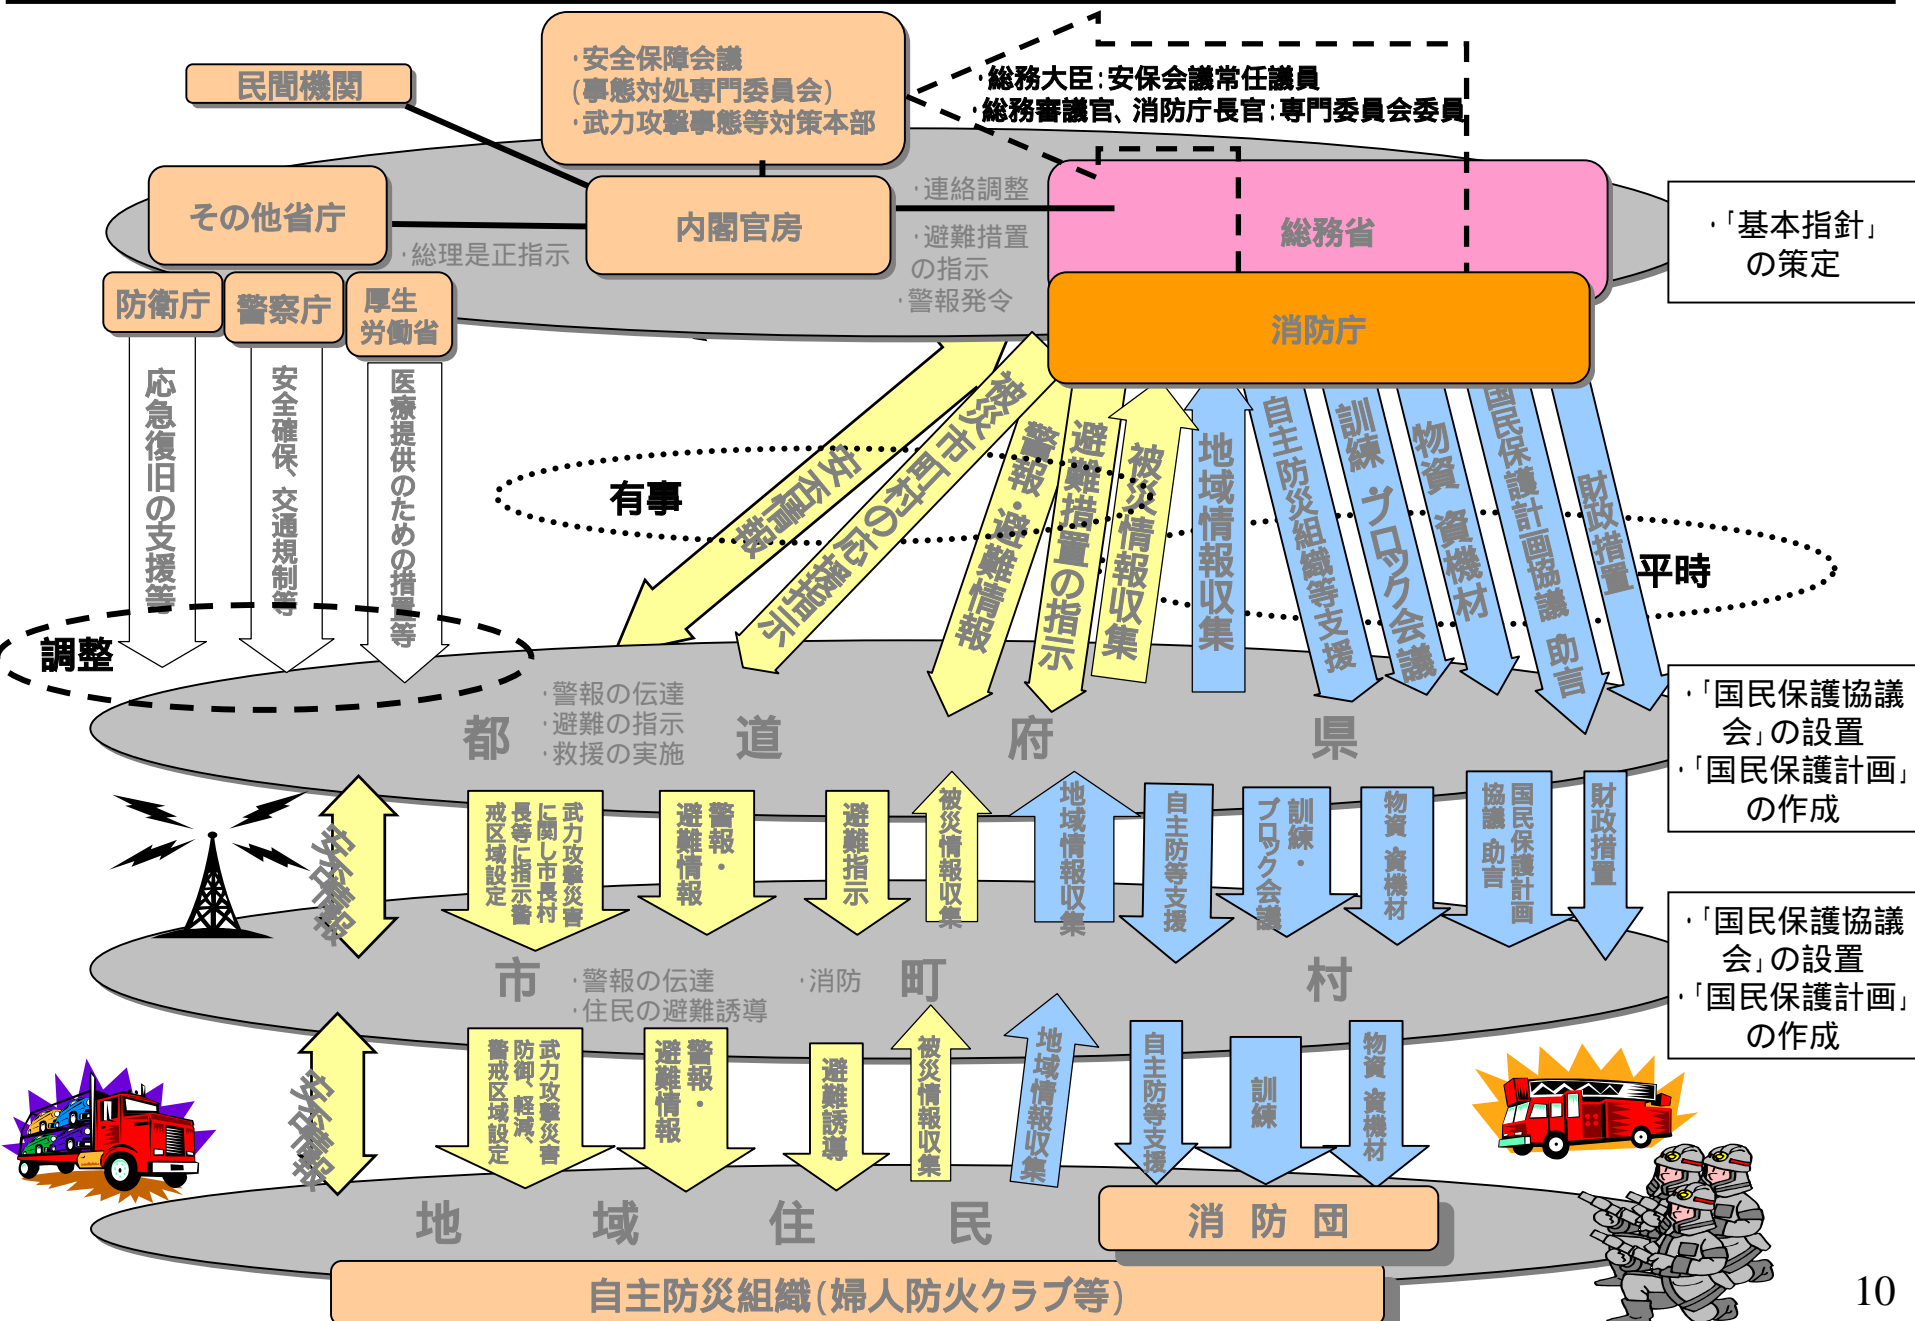 ・安全保障会議
(事態対処専門委員会)
・武力攻撃事態等対策本部
・総務大臣:安保会議常任議員
・総務審議官、消防庁長官:専門委員会委員
民間機関
その他省庁
内閣官房
・連絡調整
・避難措置
の指示
・警報発令
・総理是正指示
総務省
消防庁
・「基本指針」
の策定
防衛庁
警察庁
厚生
労働省
応急復旧の支援等
安全確保、交通規制等
医療提供のための措置等
調整
有事
平時
安否情報
被災市町村の応援指示
警報・避難情報
避難措置の指示
被災情報収集
地域情報収集
自主防災組織等支援
訓練・ブロック会議
物資 資機材
国民保護計画協議 助言
財政措置
都道府県
・警報の伝達
・避難の指示
・救援の実施
・「国民保護協議
会」の設置
・「国民保護計画」
の作成
安否情報
武力攻撃災害
に関し市長村
長等に指示警
戒区域設定
警報・
避難情報
避難指示
被災情報収集
地域情報収集
自主防等支援
訓練・
ブロック会議
物資 資機材
国民保護計画
協議 助言
財政措置
市町村
・警報の伝達
・住民の避難誘導
・消防
・「国民保護協議
会」の設置
・「国民保護計画」
の作成
安否情報
武力攻撃災害
防御、軽減、
警戒区域設定
警報・
避難情報
避難誘導
被災情報収集
地域情報収集
自主防等支援
訓練
物資 資機材
地域住民
消防団
自主防災組織(婦人防火クラブ等)
10